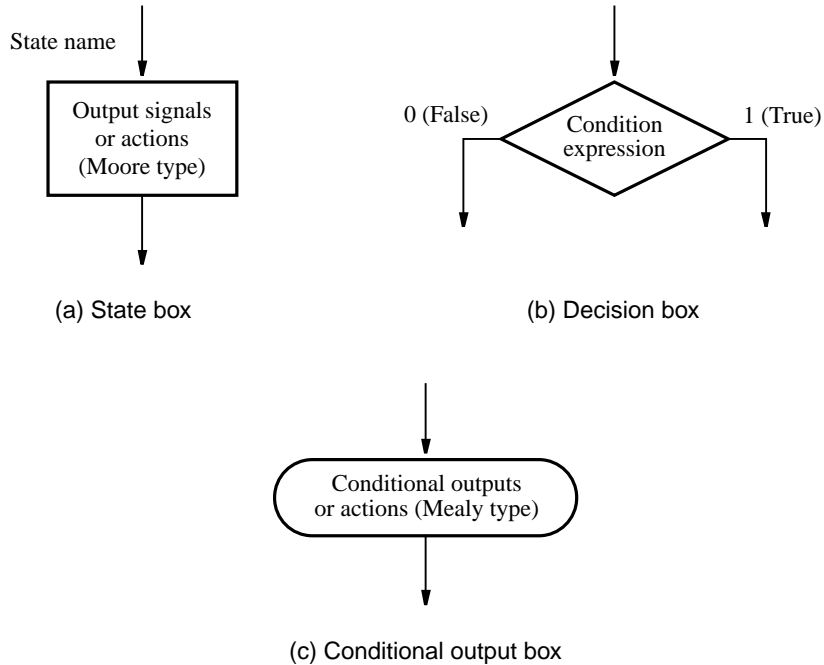 State name
Output signals
or actions
(Moore type)
(a) State box
0 (False)
Condition
expression
1 (True)
(b) Decision box
Conditional outputs
or actions (Mealy type)
(c) Conditional output box